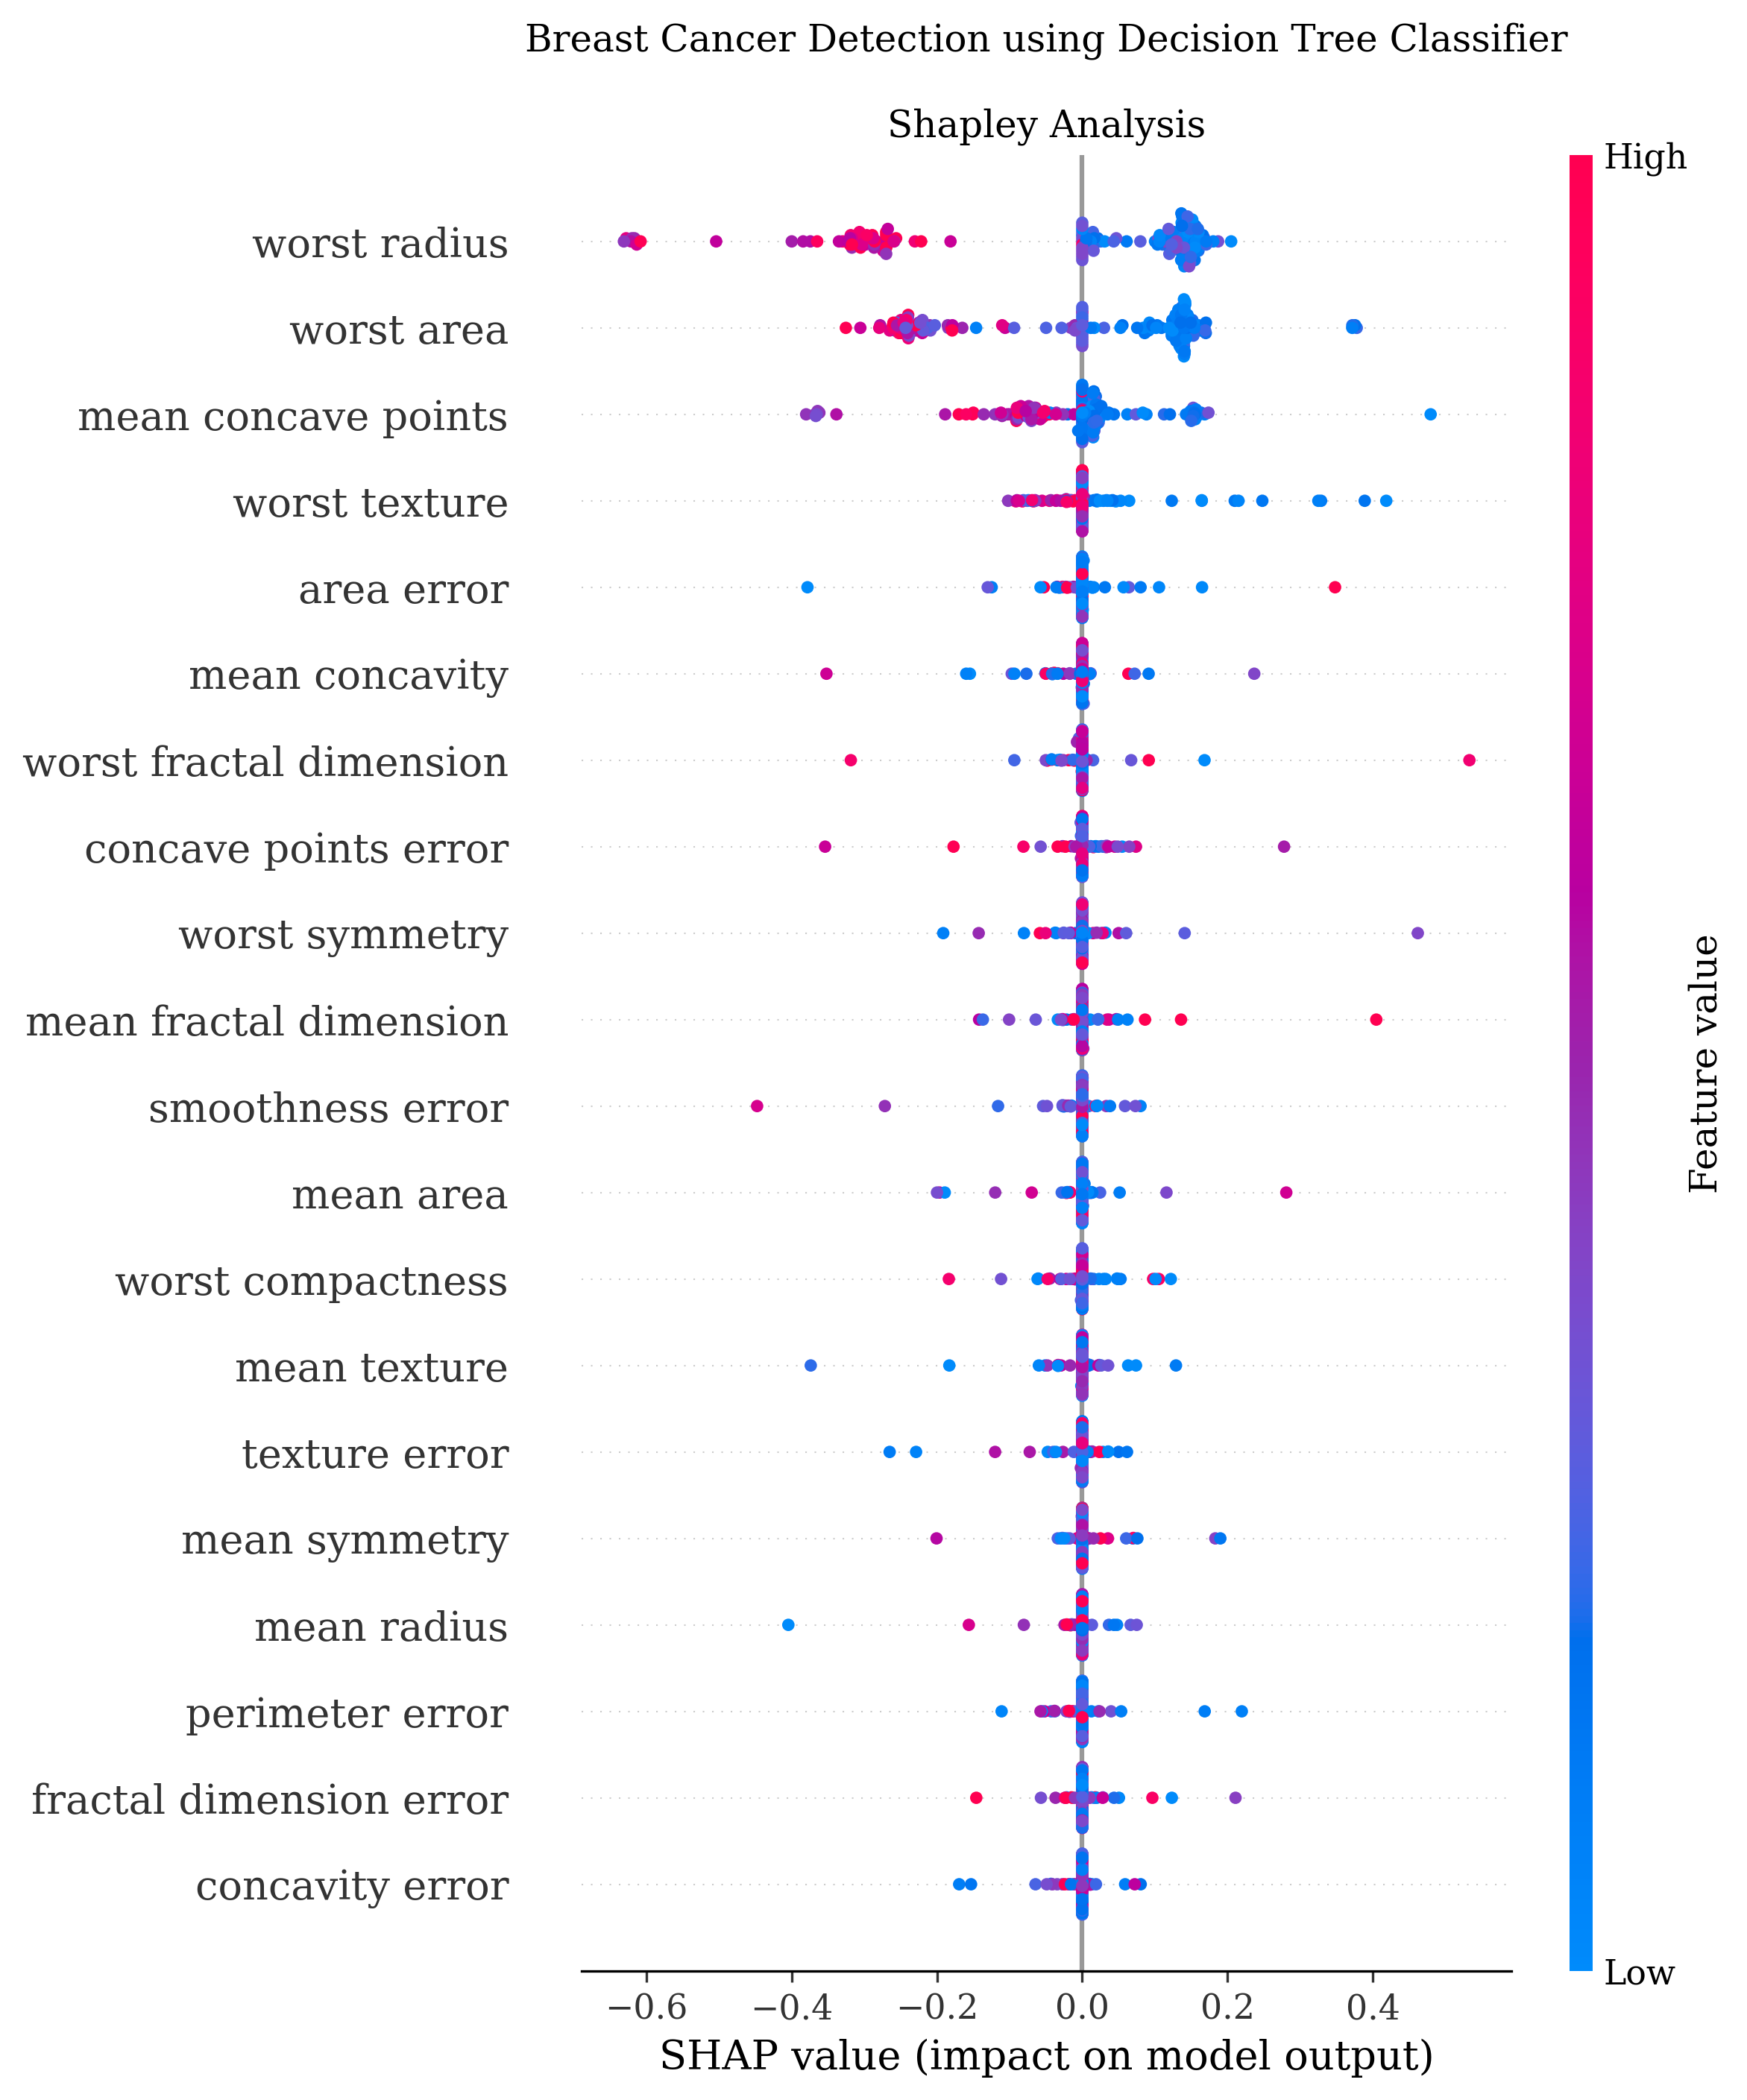 Breast Cancer Detection using Decision Tree Classifier
Shapley Analysis
High
worst radius
worst area
mean concave points
worst texture
area error
mean concavity
worst fractal dimension
concave points error
worst symmetry
mean fractal dimension
smoothness error
mean area
worst compactness
mean texture
texture error
mean symmetry
mean radius
perimeter error
fractal dimension error
concavity error
Feature value
Low
−0.6 −0.4 −0.2 0.0 0.2 0.4
SHAP value (impact on model output)